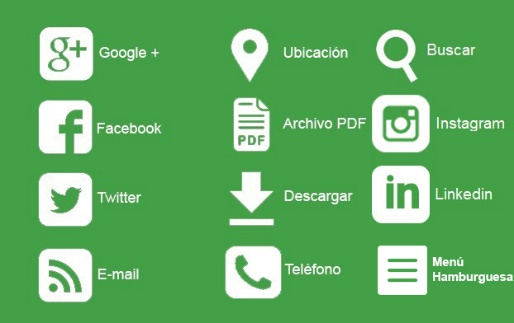 g+ Google +
Ubicación
Buscar
f Facebook
PDF
Archivo PDF
Instagram
Twitter
Descargar
in Linkedin
E-mail
Teléfono
Menú
Hamburguesa